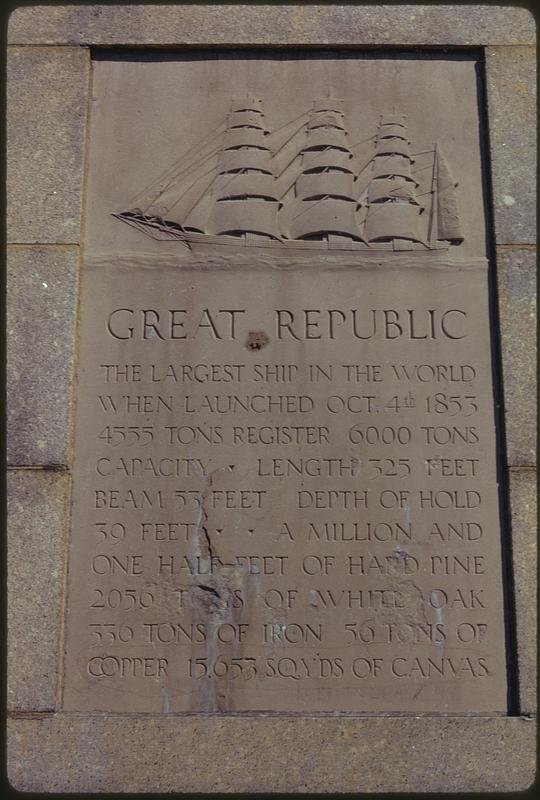 GREAT REPUBLIC
THE LARGEST SHIP IN THE WORLD
WHEN LAUNCHED OCT. 4th 1853
4555 TONS REGISTER 6000 TONS
CAPACITY • LENGTH 325 FEET
BEAM 53 FEET DEPTH OF HOLD
39 FEET • • A MILLION AND
ONE HALF FEET OF HARD PINE
2056 TONS OF WHITE OAK
336 TONS OF IRON 56 TONS OF
COPPER 15,653 SQ.Y'DS OF CANVAS